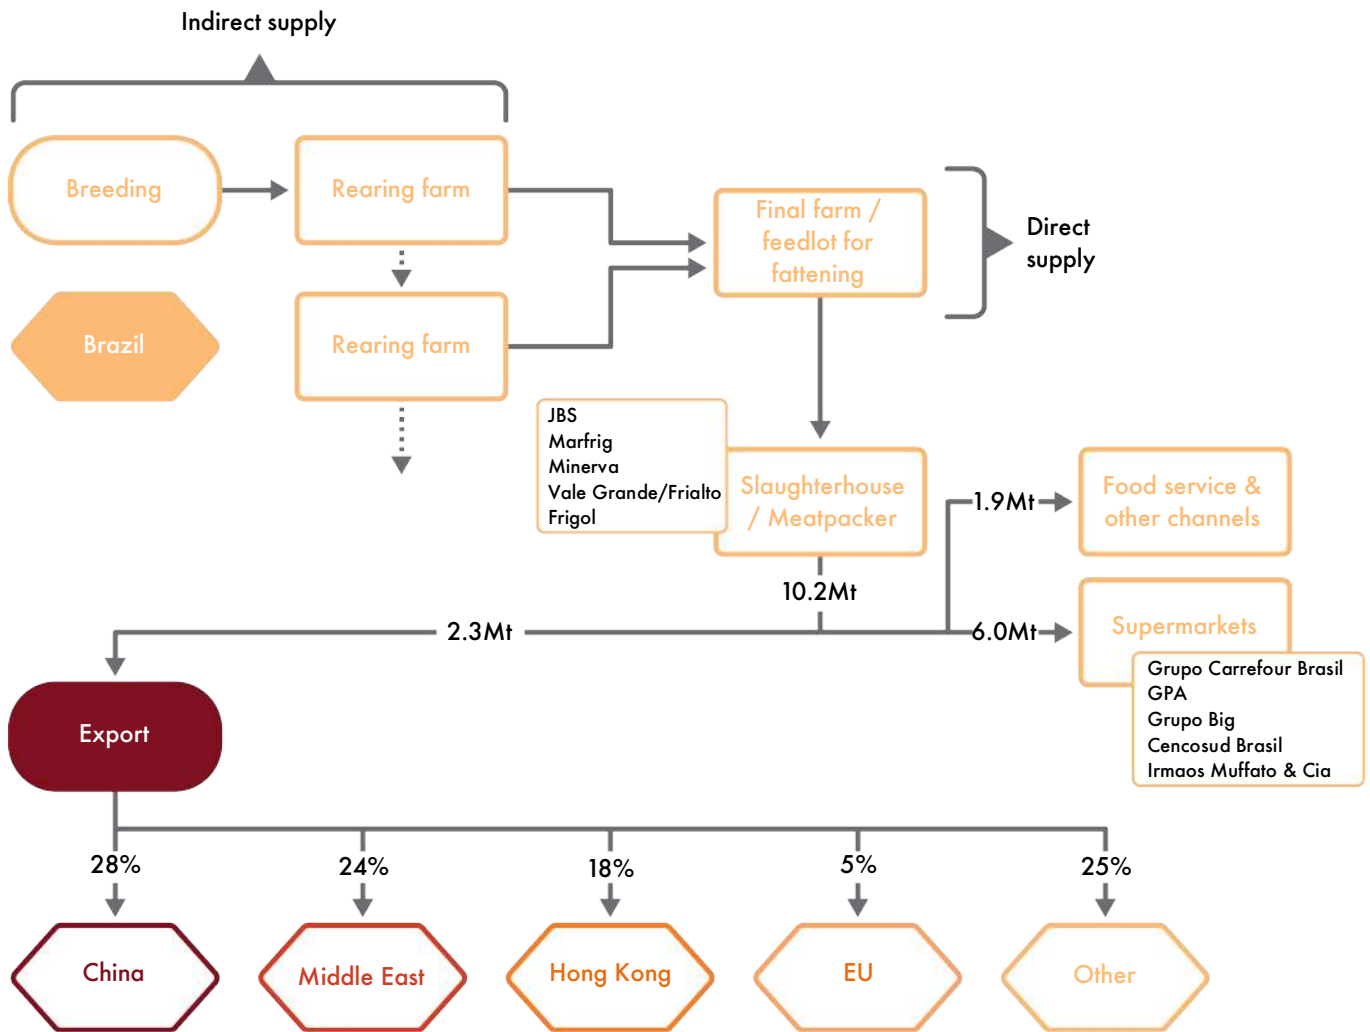 Indirect supply
Breeding
Rearing farm
Final farm /
feedlot for
fattening
Direct
supply
Brazil
Rearing farm
JBS
Marfrig
Minerva
Vale Grande/Frialto
Frigol
Slaughterhouse
/ Meatpacker
1.9Mt
Food service &
other channels
10.2Mt
2.3Mt
6.0Mt
Supermarkets
Grupo Carrefour Brasil
GPA
Grupo Big
Cencosud Brasil
Irmaos Muffato & Cia
Export
28%
24%
18%
5%
25%
China
Middle East
Hong Kong
EU
Other